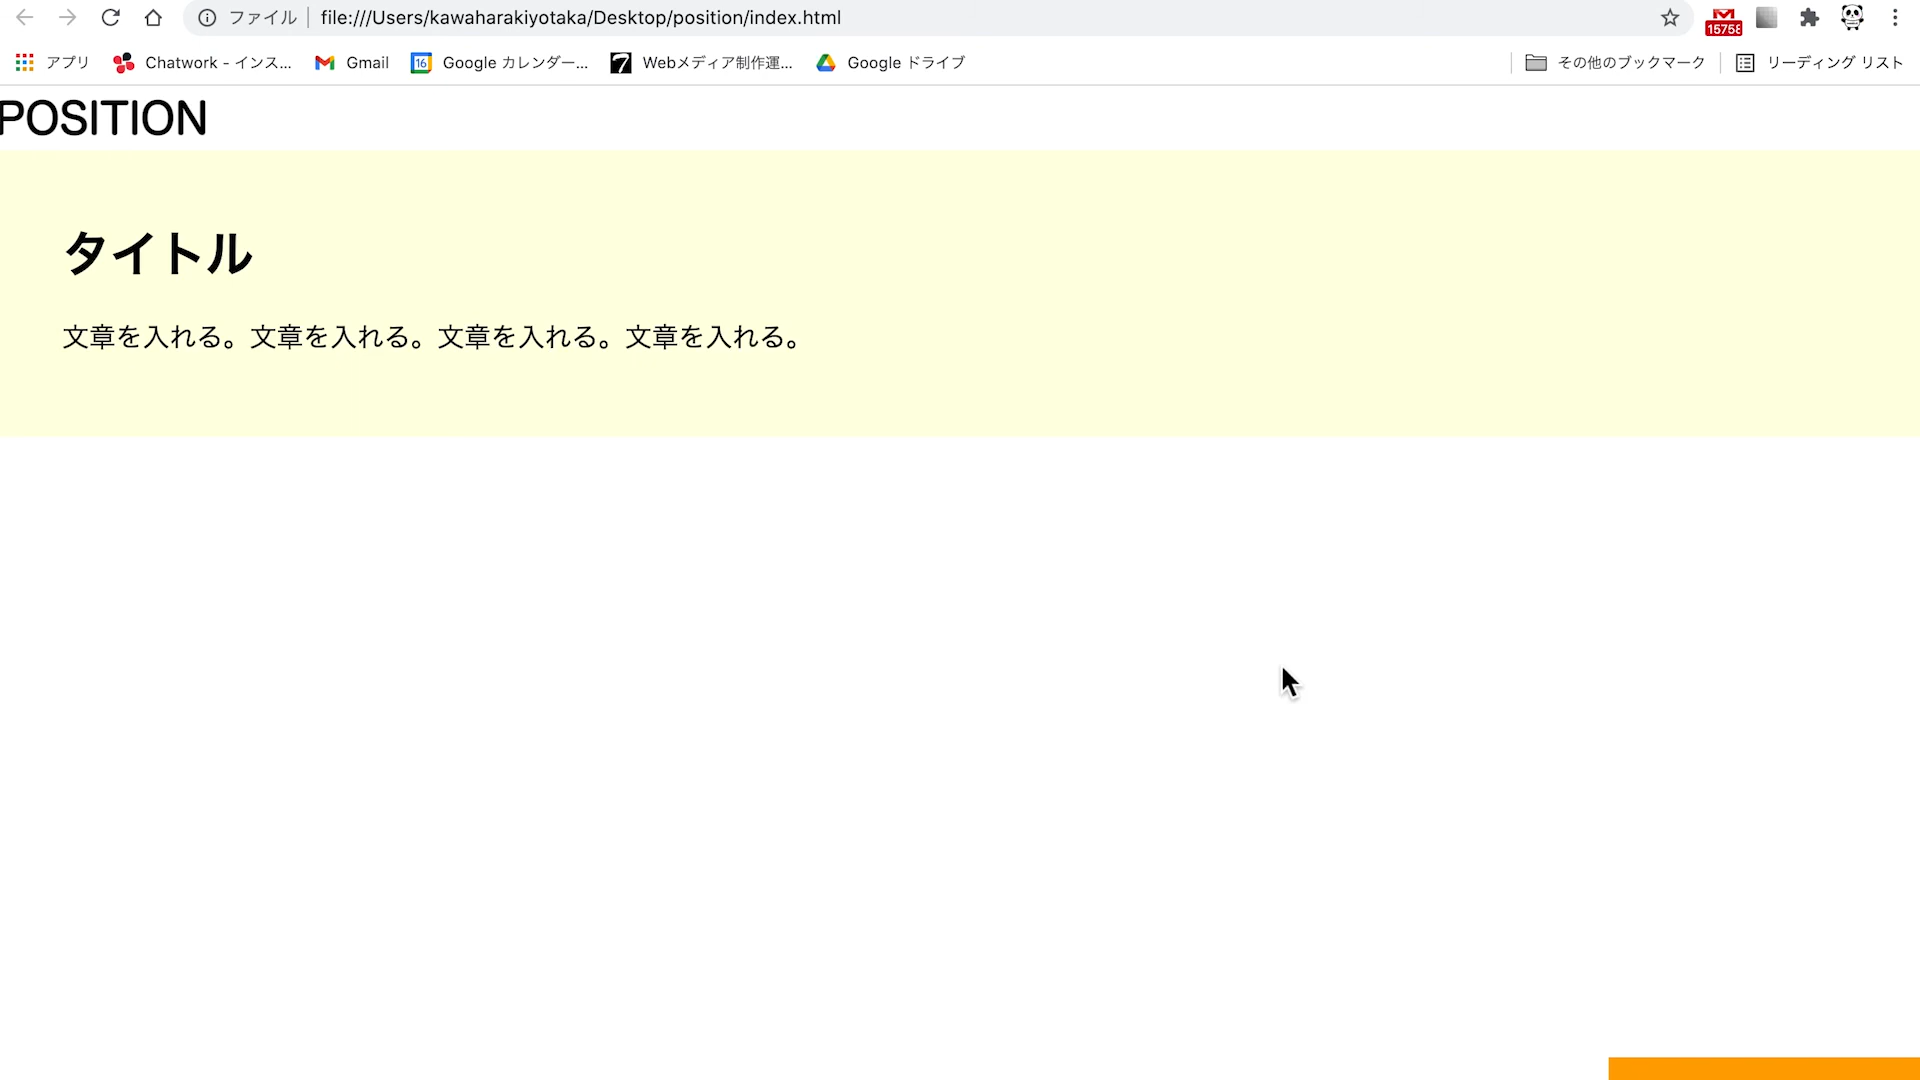 ファイル file:///Users/kawaharakiyotaka/Desktop/position/index.html 15758
アプリ Chatwork - インス... 16 Gmail Google カレンダー... Webメディア制作運... Google ドライブ その他のブックマーク リーディング リスト
POSITION
タイトル
文章を入れる。文章を入れる。文章を入れる。文章を入れる。